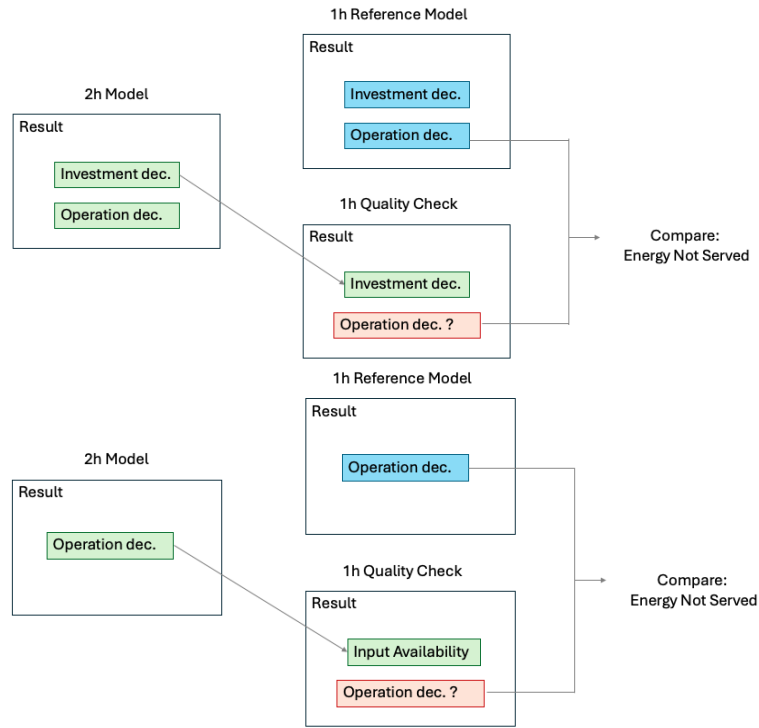 1h Reference Model
Result
Investment dec.
Operation dec.
2h Model
Result
Investment dec.
Operation dec.
1h Quality Check
Result
Investment dec.
Operation dec. ?
Compare:
Energy Not Served
1h Reference Model
Result
Operation dec.
2h Model
Result
Operation dec.
1h Quality Check
Result
Input Availability
Operation dec. ?
Compare:
Energy Not Served